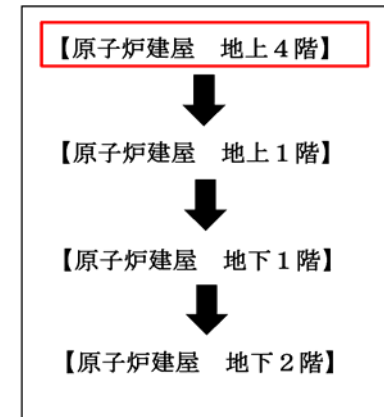 【原子炉建屋　地上４階】
【原子炉建屋　地上１階】
【原子炉建屋　地下１階】
【原子炉建屋　地下２階】